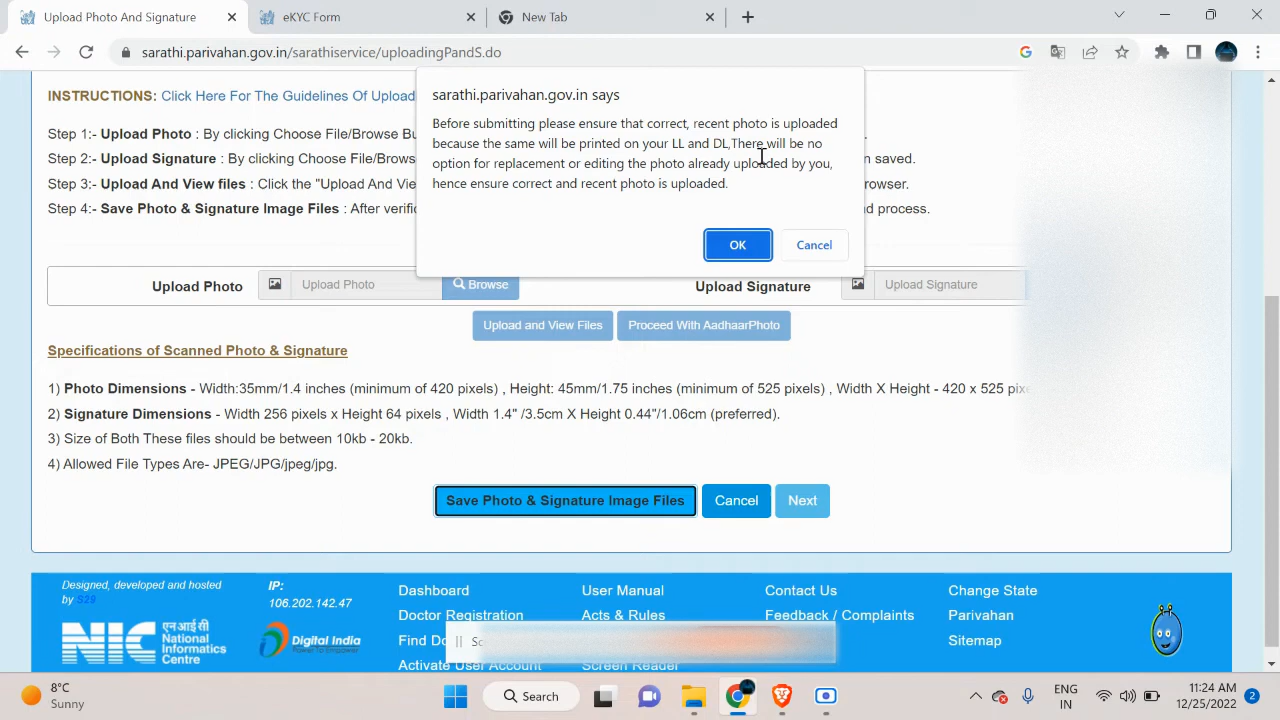 Upload Photo And Signature
eKYC Form
New Tab
sarathi.parivahan.gov.in/sarathiservice/uploadingPandS.do
sarathi.parivahan.gov.in says
Before submitting please ensure that correct, recent photo is uploaded
because the same will be printed on your LL and DL,There will be no
option for replacement or editing the photo already uploaded by you,
hence ensure correct and recent photo is uploaded.
OK
Cancel
INSTRUCTIONS: Click Here For The Guidelines Of Upload
Step 1:- Upload Photo : By clicking Choose File/Browse Bu
Step 2:- Upload Signature : By clicking Choose File/Brows
n saved.
Step 3:- Upload And View files : Click the "Upload And Vie
rowser.
Step 4:- Save Photo & Signature Image Files : After verific
nd process.
Upload Photo
Upload Photo
Browse
Upload Signature
Upload Signature
Upload and View Files
Proceed With AadhaarPhoto
Specifications of Scanned Photo & Signature
1) Photo Dimensions - Width:35mm/1.4 inches (minimum of 420 pixels) , Height: 45mm/1.75 inches (minimum of 525 pixels) , Width X Height - 420 x 525 pixe
2) Signature Dimensions - Width 256 pixels x Height 64 pixels , Width 1.4" /3.5cm X Height 0.44"/1.06cm (preferred).
3) Size of Both These files should be between 10kb - 20kb.
4) Allowed File Types Are- JPEG/JPG/jpeg/jpg.
Save Photo & Signature Image Files
Cancel
Next
Designed, developed and hosted
by S29
NIC
एन आई सी
National
Informatics
Centre
IP:
106.202.142.47
Digital India
Power To Empower
Dashboard
Doctor Registration
Find Do
Activate User Account
User Manual
Acts & Rules
Screen Reader
Contact Us
Feedback / Complaints
Change State
Parivahan
Sitemap
Sc
8°C
Sunny
Search
ENG
IN
11:24 AM
12/25/2022
2